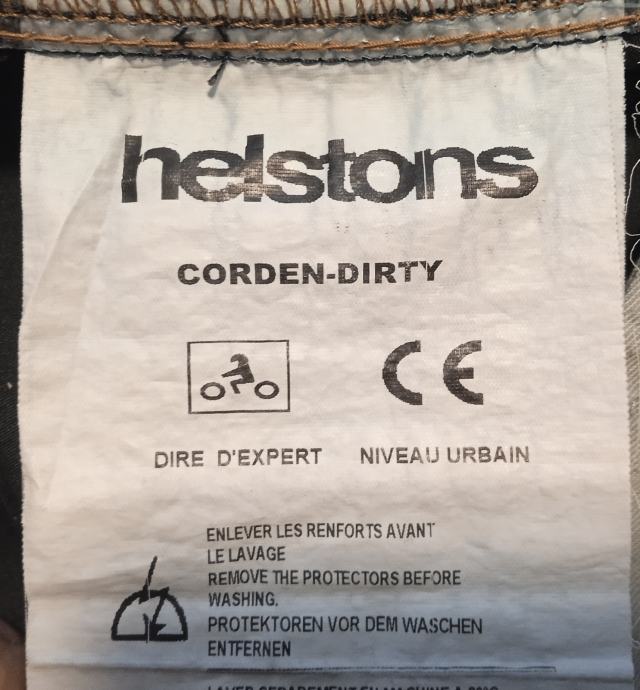 helstons
CORDEN-DIRTY
CE
DIRE D'EXPERT NIVEAU URBAIN
ENLEVER LES RENFORTS AVANT
LE LAVAGE
REMOVE THE PROTECTORS BEFORE
WASHING.
PROTEKTOREN VOR DEM WASCHEN
ENTFERNEN